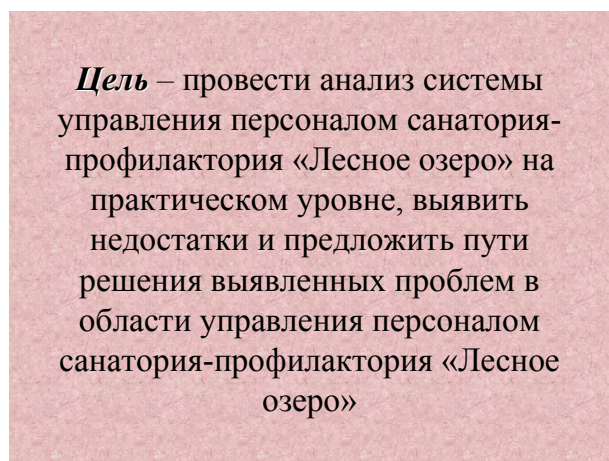 Цель – провести анализ системы
управления персоналом санатория-
профилактория «Лесное озеро» на
практическом уровне, выявить
недостатки и предложить пути
решения выявленных проблем в
области управления персоналом
санатория-профилактория «Лесное
озеро»